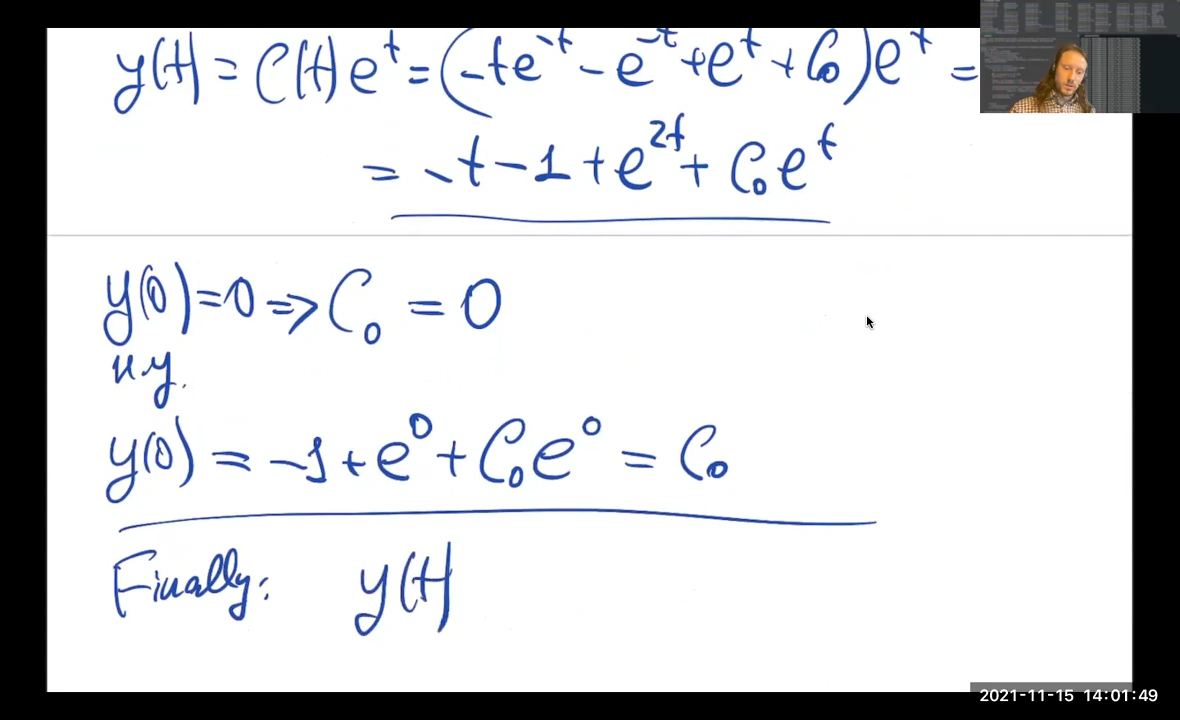 y(t) = C(t)e^t = (-te^-t - e^-t + e^t + C₀)e^t =
= -t - 1 + e^2t + C₀e^t
y(0) = 0 => C₀ = 0
н.у.
y(0) = -1 + e^0 + C₀e^0 = C₀
Finally: y(t)
2021-11-15 14:01:49